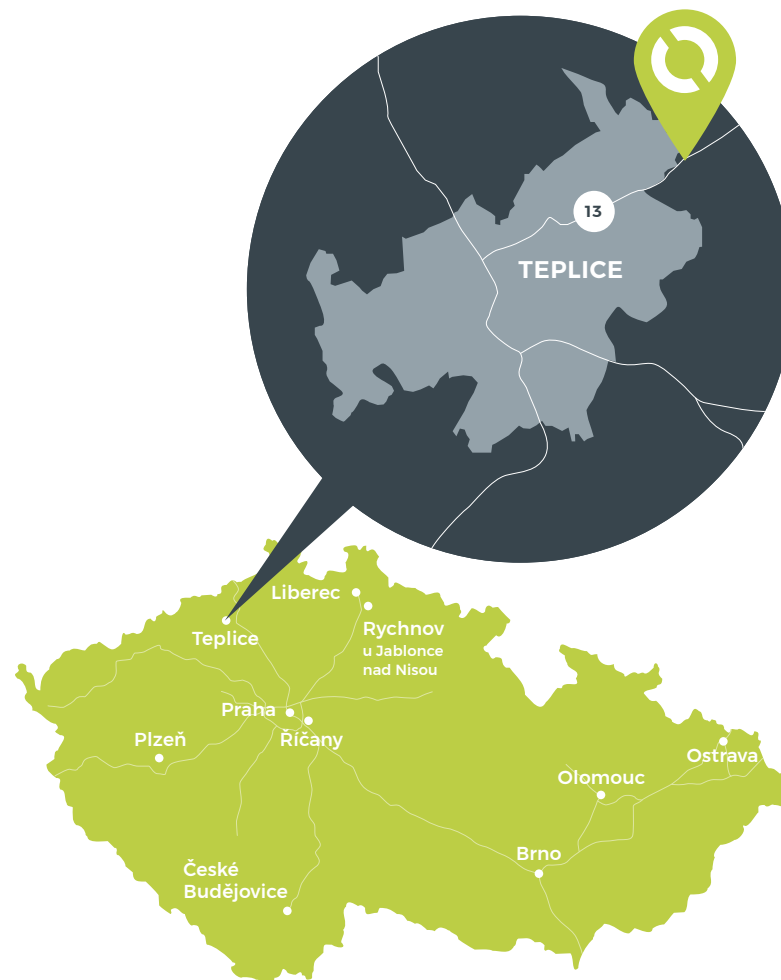 13
TEPLICE
Liberec
Rychnov
u Jablonce
nad Nisou
Teplice
Praha
Říčany
Plzeň
Ostrava
Olomouc
Brno
České
Budějovice